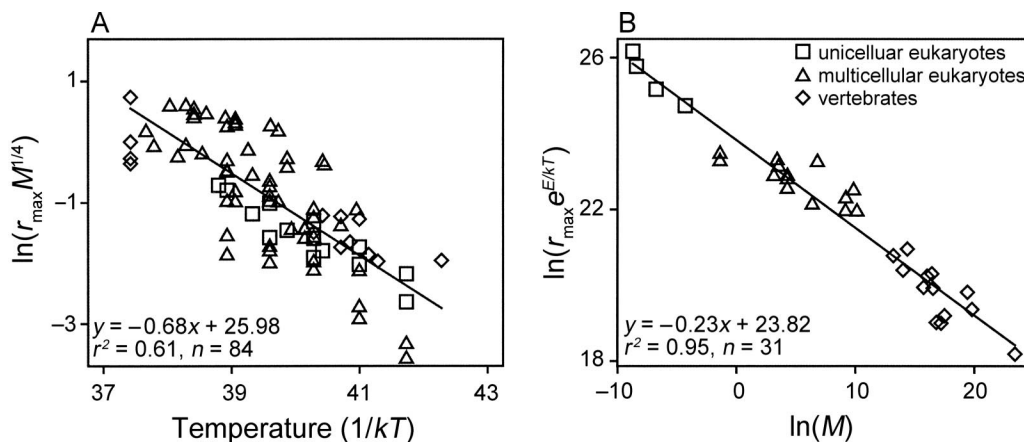 A
ln(r_max M^1/4)
1
−1
−3
y = −0.68x + 25.98
r² = 0.61, n = 84
37 39 41 43
Temperature (1/kT)
B
ln(r_max e^E/kT)
26
22
18
unicelluar eukaryotes
multicellular eukaryotes
vertebrates
y = −0.23x + 23.82
r² = 0.95, n = 31
−10 0 10 20
ln(M)